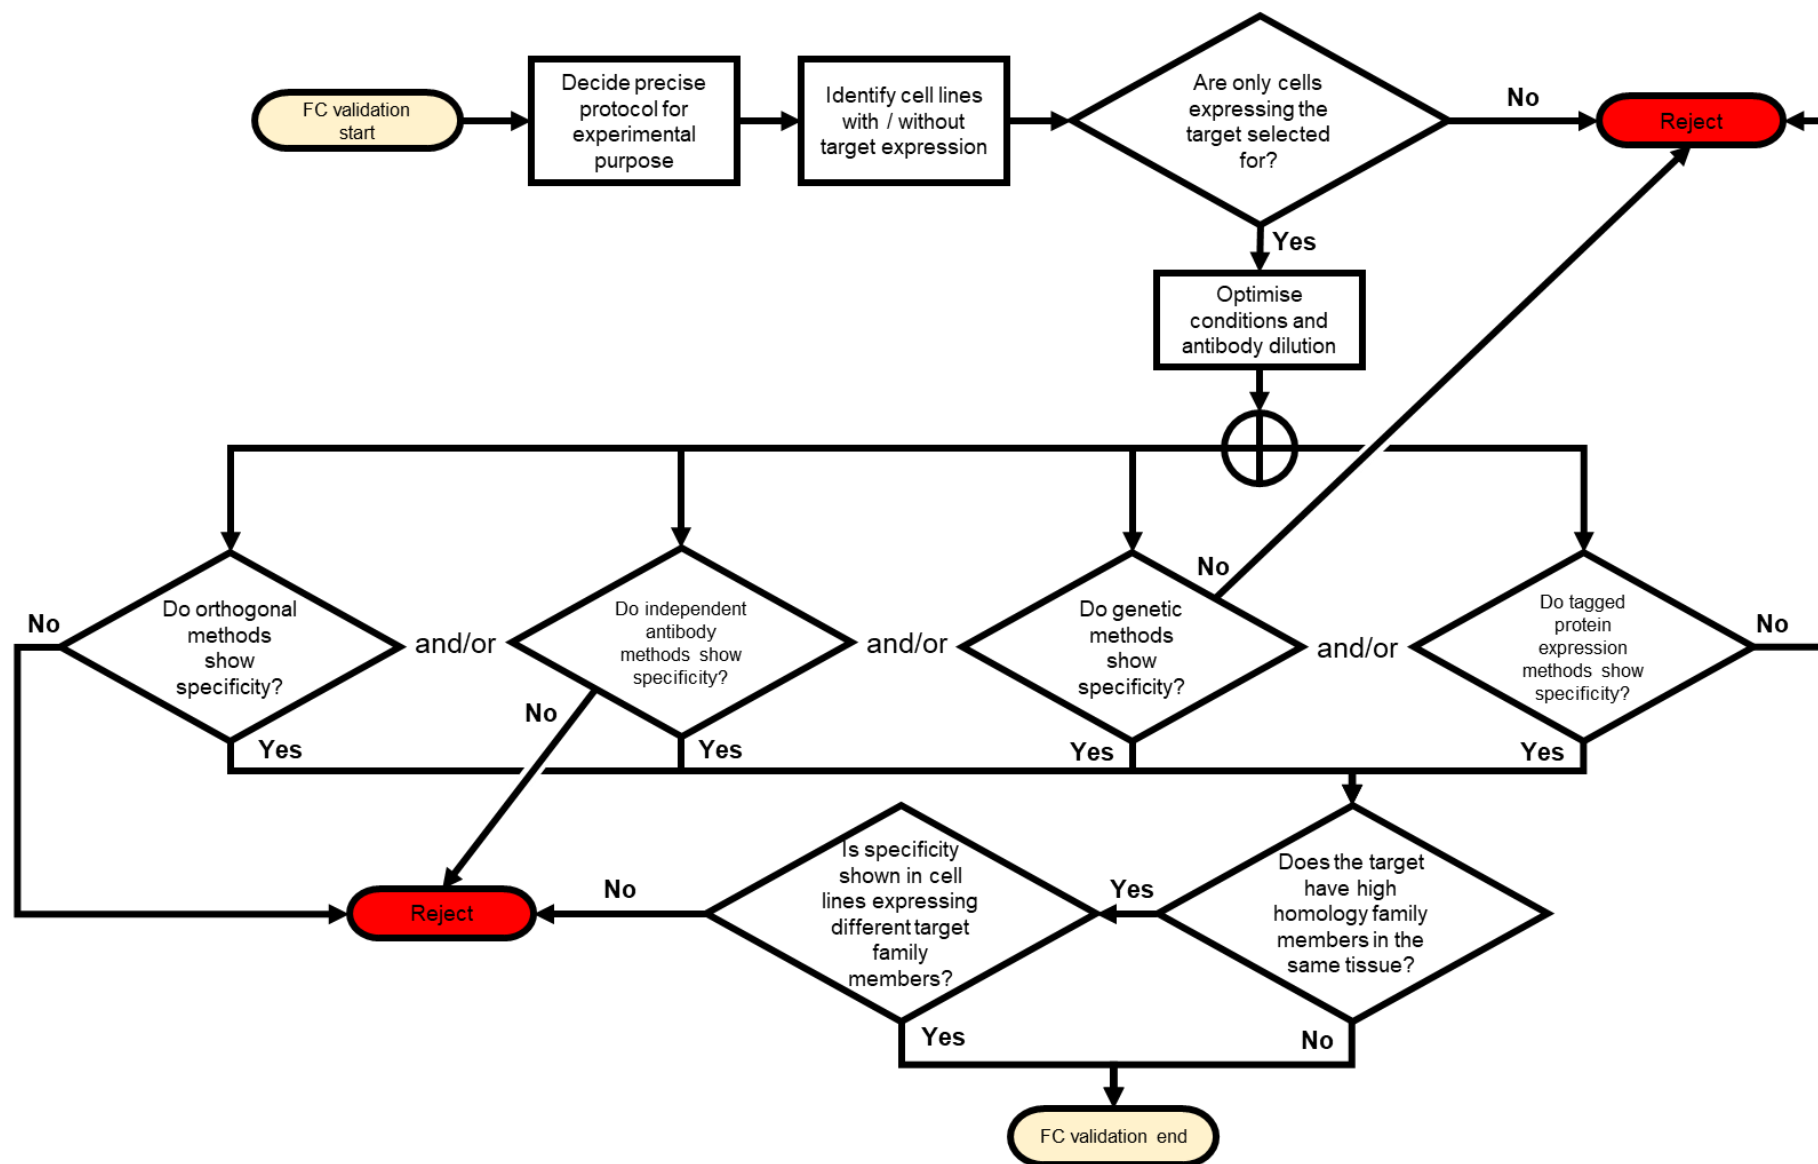 FC validation
start
Decide precise
protocol for
experimental
purpose
Identify cell lines
with / without
target expression
Are only cells
expressing the
target selected
for?
No
Reject
Yes
Optimise
conditions and
antibody dilution
No
Do orthogonal
methods
show
specificity?
Yes
and/or
Do independent
antibody
methods show
specificity?
No
Yes
and/or
No
Do genetic
methods
show
specificity?
Yes
and/or
Do tagged
protein
expression
methods show
specificity?
No
Yes
Reject
No
Is specificity
shown in cell
lines expressing
different target
family
members?
Yes
Yes
Does the target
have high
homology family
members in the
same tissue?
No
FC validation end